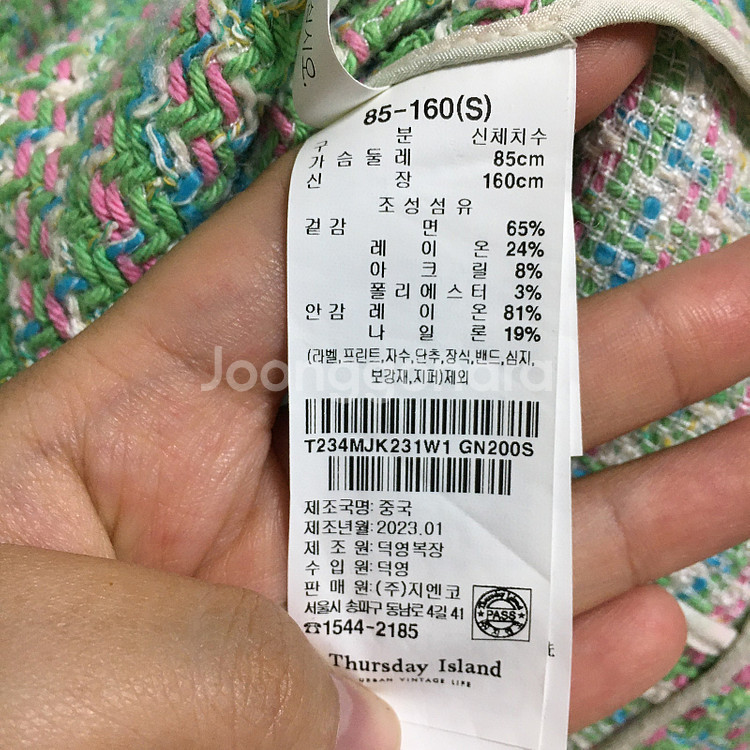 십시오.
85-160(S)
구 분 신체치수
가슴둘레 85cm
신 장 160cm
조성섬유
겉감 면 65%
레이온 24%
아크릴 8%
폴리에스터 3%
안감 레이온 81%
나일론 19%
(라벨,프린트,자수,단추,장식,밴드,심지,
보강재,지퍼)제외
Joonggonara
T234MJK231W1 GN200S
제조국명: 중국
제조년월: 2023.01
제 조 원: 덕영복장
수 입 원: 덕영
판 매 원: (주)지엔코
서울시 송파구 동남로 4길 41
☎1544-2185
PASS
Thursday Island
URBAN VINTAGE LIFE